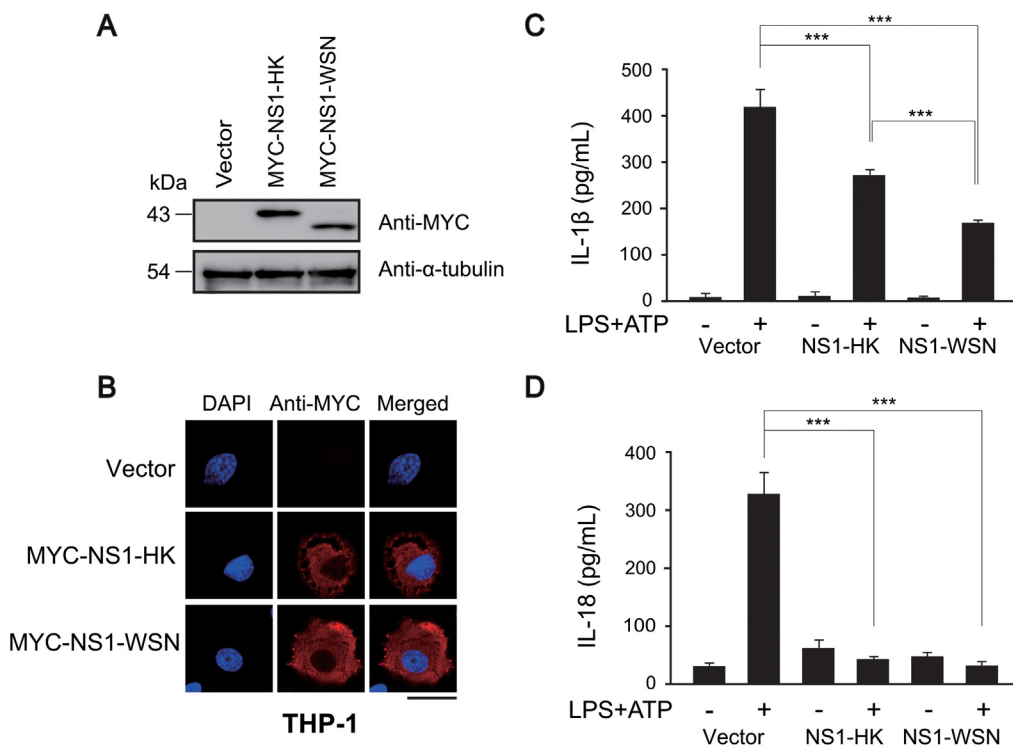 A
Vector
MYC-NS1-HK
MYC-NS1-WSN
kDa
43
Anti-MYC
54
Anti-α-tubulin
B
DAPI Anti-MYC Merged
Vector
MYC-NS1-HK
MYC-NS1-WSN
THP-1
C
***
***
***
500
400
300
200
100
0
IL-1β (pg/mL)
LPS+ATP - + - + - +
Vector NS1-HK NS1-WSN
D
***
***
400
300
200
100
0
IL-18 (pg/mL)
LPS+ATP - + - + - +
Vector NS1-HK NS1-WSN